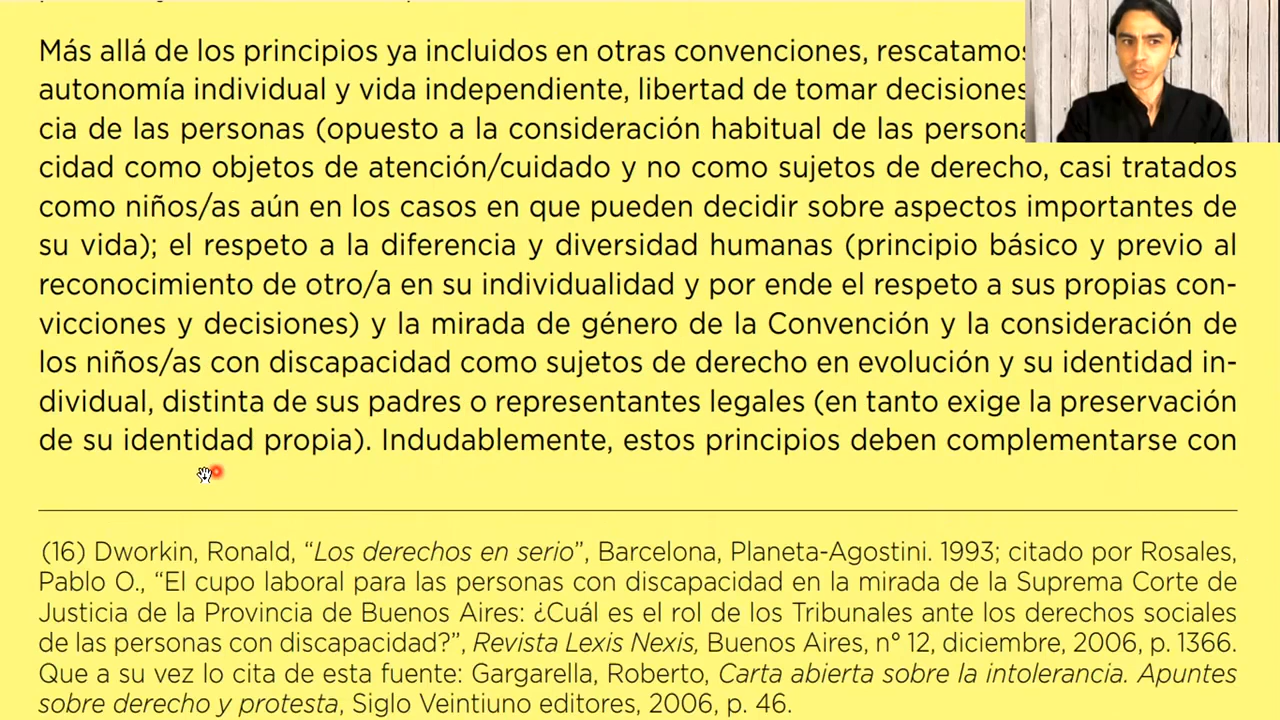 Más allá de los principios ya incluidos en otras convenciones, rescatamos
autonomía individual y vida independiente, libertad de tomar decisiones
cia de las personas (opuesto a la consideración habitual de las
cidad como objetos de atención/cuidado y no como sujetos de derecho, casi tratados
como niños/as aún en los casos en que pueden decidir sobre aspectos importantes de
su vida); el respeto a la diferencia y diversidad humanas (principio básico y previo al
reconocimiento de otro/a en su individualidad y por ende el respeto a sus propias con-
vicciones y decisiones) y la mirada de género de la Convención y la consideración de
los niños/as con discapacidad como sujetos de derecho en evolución y su identidad in-
dividual, distinta de sus padres o representantes legales (en tanto exige la preservación
de su identidad propia). Indudablemente, estos principios deben complementarse con
(16) Dworkin, Ronald, “Los derechos en serio”, Barcelona, Planeta-Agostini. 1993; citado por Rosales,
Pablo O., “El cupo laboral para las personas con discapacidad en la mirada de la Suprema Corte de
Justicia de la Provincia de Buenos Aires: ¿Cuál es el rol de los Tribunales ante los derechos sociales
de las personas con discapacidad?”, Revista Lexis Nexis, Buenos Aires, nº 12, diciembre, 2006, p. 1366.
Que a su vez lo cita de esta fuente: Gargarella, Roberto, Carta abierta sobre la intolerancia. Apuntes
sobre derecho y protesta, Siglo Veintiuno editores, 2006, p. 46.